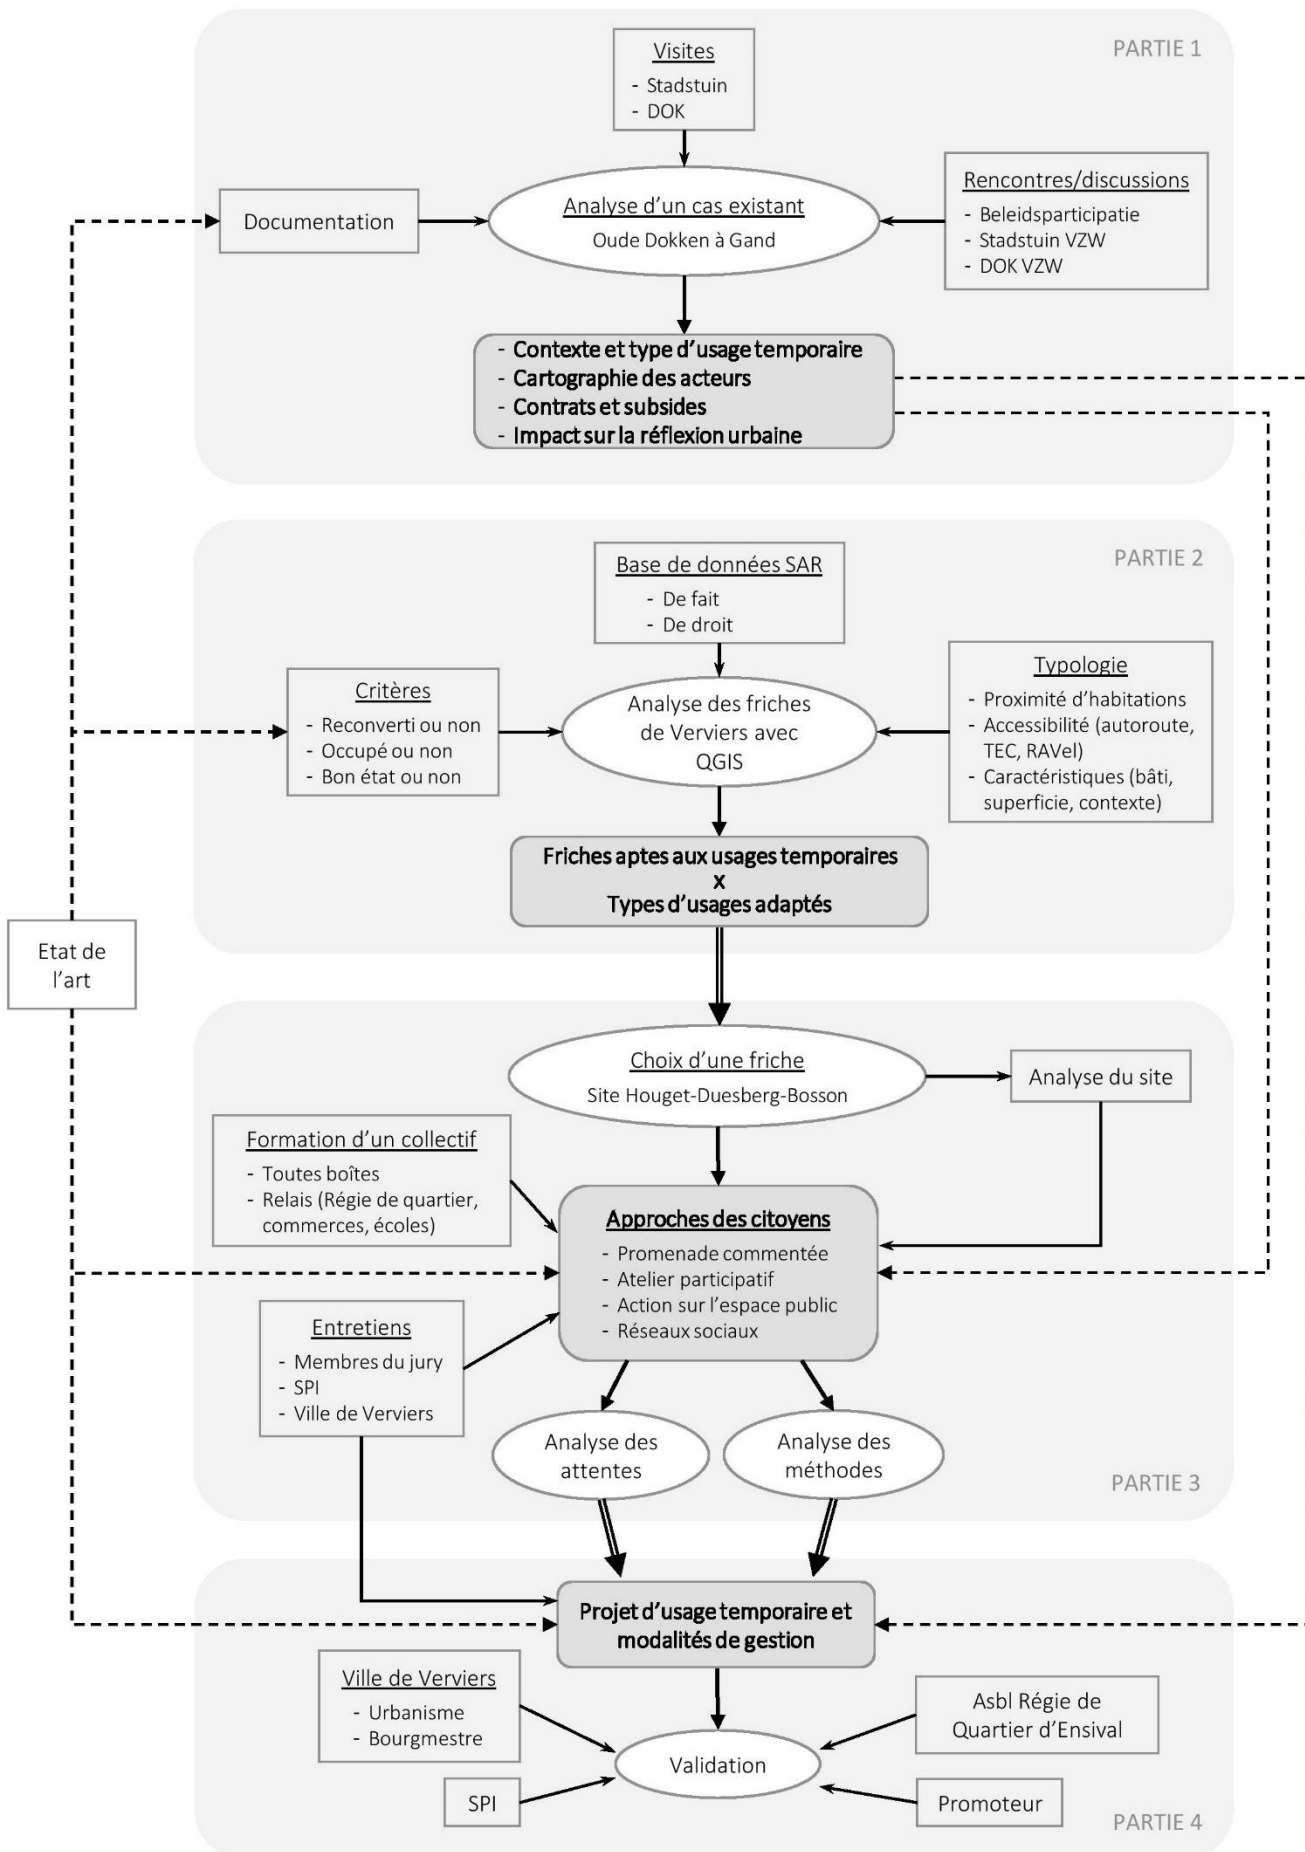 PARTIE 1
Visites
- Stadstuin
- DOK
Documentation
Analyse d'un cas existant
Oude Dokken à Gand
Rencontres/discussions
- Beleidsparticipatie
- Stadstuin VZW
- DOK VZW
- Contexte et type d'usage temporaire
- Cartographie des acteurs
- Contrats et subsides
- Impact sur la réflexion urbaine
PARTIE 2
Base de données SAR
- De fait
- De droit
Critères
- Reconverti ou non
- Occupé ou non
- Bon état ou non
Analyse des friches
de Verviers avec
QGIS
Typologie
- Proximité d'habitations
- Accessibilité (autoroute,
TEC, RAVel)
- Caractéristiques (bâti,
superficie, contexte)
Friches aptes aux usages temporaires
x
Types d'usages adaptés
Etat de
l'art
Choix d'une friche
Site Houget-Duesberg-Bosson
Analyse du site
Formation d'un collectif
- Toutes boîtes
- Relais (Régie de quartier,
commerces, écoles)
Approches des citoyens
- Promenade commentée
- Atelier participatif
- Action sur l'espace public
- Réseaux sociaux
Entretiens
- Membres du jury
- SPI
- Ville de Verviers
Analyse des
attentes
Analyse des
méthodes
PARTIE 3
Projet d'usage temporaire et
modalités de gestion
Ville de Verviers
- Urbanisme
- Bourgmestre
Asbl Régie de
Quartier d'Ensival
Validation
SPI
Promoteur
PARTIE 4